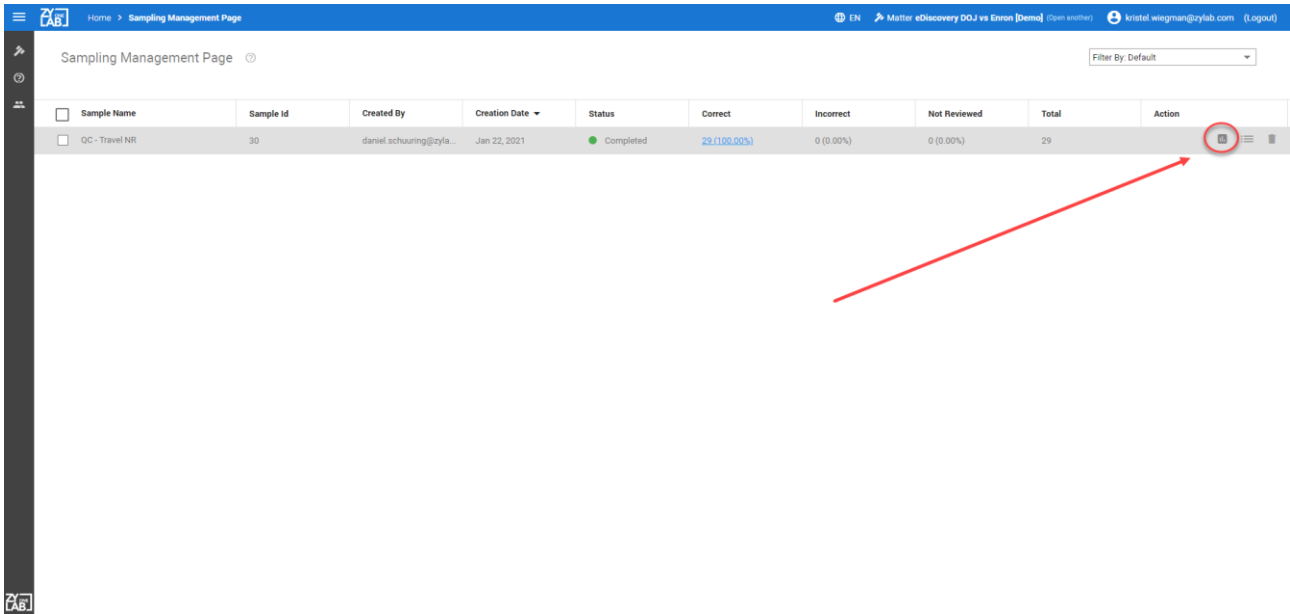 ZY ONE LAB Home > Sampling Management Page EN Matter eDiscovery DOJ vs Enron [Demo] (Open another) kristel.wiegman@zylab.com (Logout)
Sampling Management Page Filter By: Default
Sample Name Sample Id Created By Creation Date Status Correct Incorrect Not Reviewed Total Action
QC - Travel NR 30 daniel.schuuring@zyla... Jan 22, 2021 Completed 29 (100.00%) 0 (0.00%) 0 (0.00%) 29
ZY ONE LAB